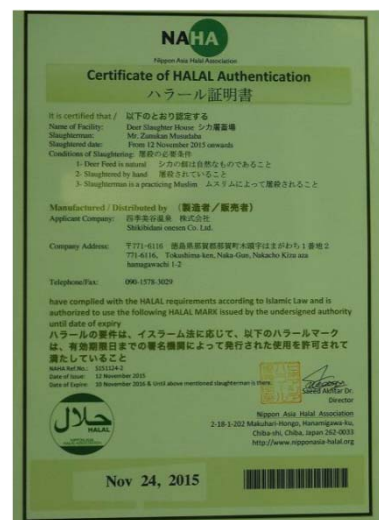 NAHA
Nippon Asia Halal Association
Certificate of HALAL Authentication
ハラール証明書
It is certified that / 以下のとおり認定する
Name of Facility: Deer Slaughter House シカ屠畜場
Slaughterman: Mr. Zunukan Musudaba
Slaughtered date: From 12 November 2015 onwards
Conditions of Slaughtering: 屠殺の必要条件
1- Deer Feed is natural シカの餌は自然なものであること
2- Slaughtered by hand 屠殺されていること
3- Slaughterman is a practicing Muslim ムスリムによって屠殺されること
Manufactured / Distributed by (製造者/販売者)
Applicant Company: 四季美谷温泉 株式会社
Shikibidani onesen Co. Ltd.
Company Address: 〒771-6116 徳島県那賀郡那賀町木頭字はまがわち1番地2
771-6116, Tokushima-ken, Naka-Gun, Nakacho Kiza aza
hamagawachi 1-2
Telephone/Fax: 090-1578-3029
have complied with the HALAL requirements according to Islamic Law and is
authorized to use the following HALAL MARK issued by the undersigned authority
until date of expiry
ハラールの要件は、イスラーム法に応じて、以下のハラールマーク
は、有効期限日までの署名機関によって発行された使用を許可されて
満たしていること
NAHA Ref.No.: S151124-2
Date of Issue: 12 November 2015
Date of Expire: 10 November 2016 & Until above mentioned slaughterman is there.
Saeed Akhtar Dr.
Director
حلال
HALAL
Nippon Asia Halal Association
2-18-1-202 Makuhari-Hongo, Hanamigawa-ku,
Chiba-shi, Chiba, Japan 262-0033
http://www.nipponasia-halal.org
Nov 24, 2015